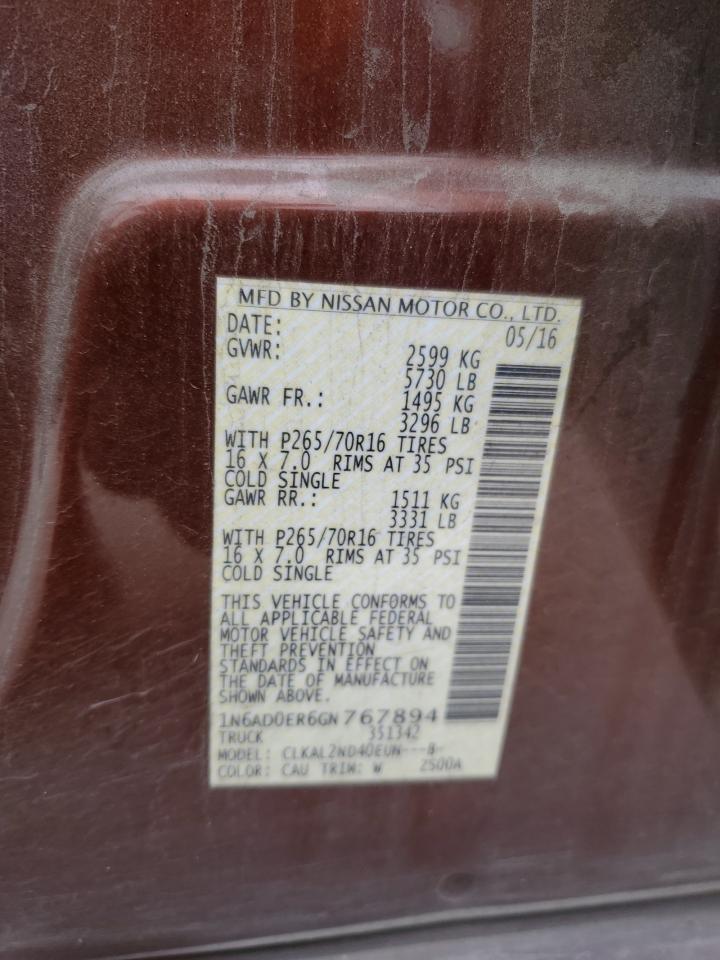 MFD BY NISSAN MOTOR CO., LTD.
DATE: 05/16
GVWR: 2599 KG
5730 LB
GAWR FR.: 1495 KG
3296 LB
WITH P265/70R16 TIRES
16 X 7.0 RIMS AT 35 PSI
COLD SINGLE
GAWR RR.: 1511 KG
3331 LB
WITH P265/70R16 TIRES
16 X 7.0 RIMS AT 35 PSI
COLD SINGLE
THIS VEHICLE CONFORMS TO
ALL APPLICABLE FEDERAL
MOTOR VEHICLE SAFETY AND
THEFT PREVENTION
STANDARDS IN EFFECT ON
THE DATE OF MANUFACTURE
SHOWN ABOVE.
1N6AD0ER6GN767894
TRUCK 351342
MODEL: CLKAL2ND40EUN---B-
COLOR: CAU TRIM: W 2500A